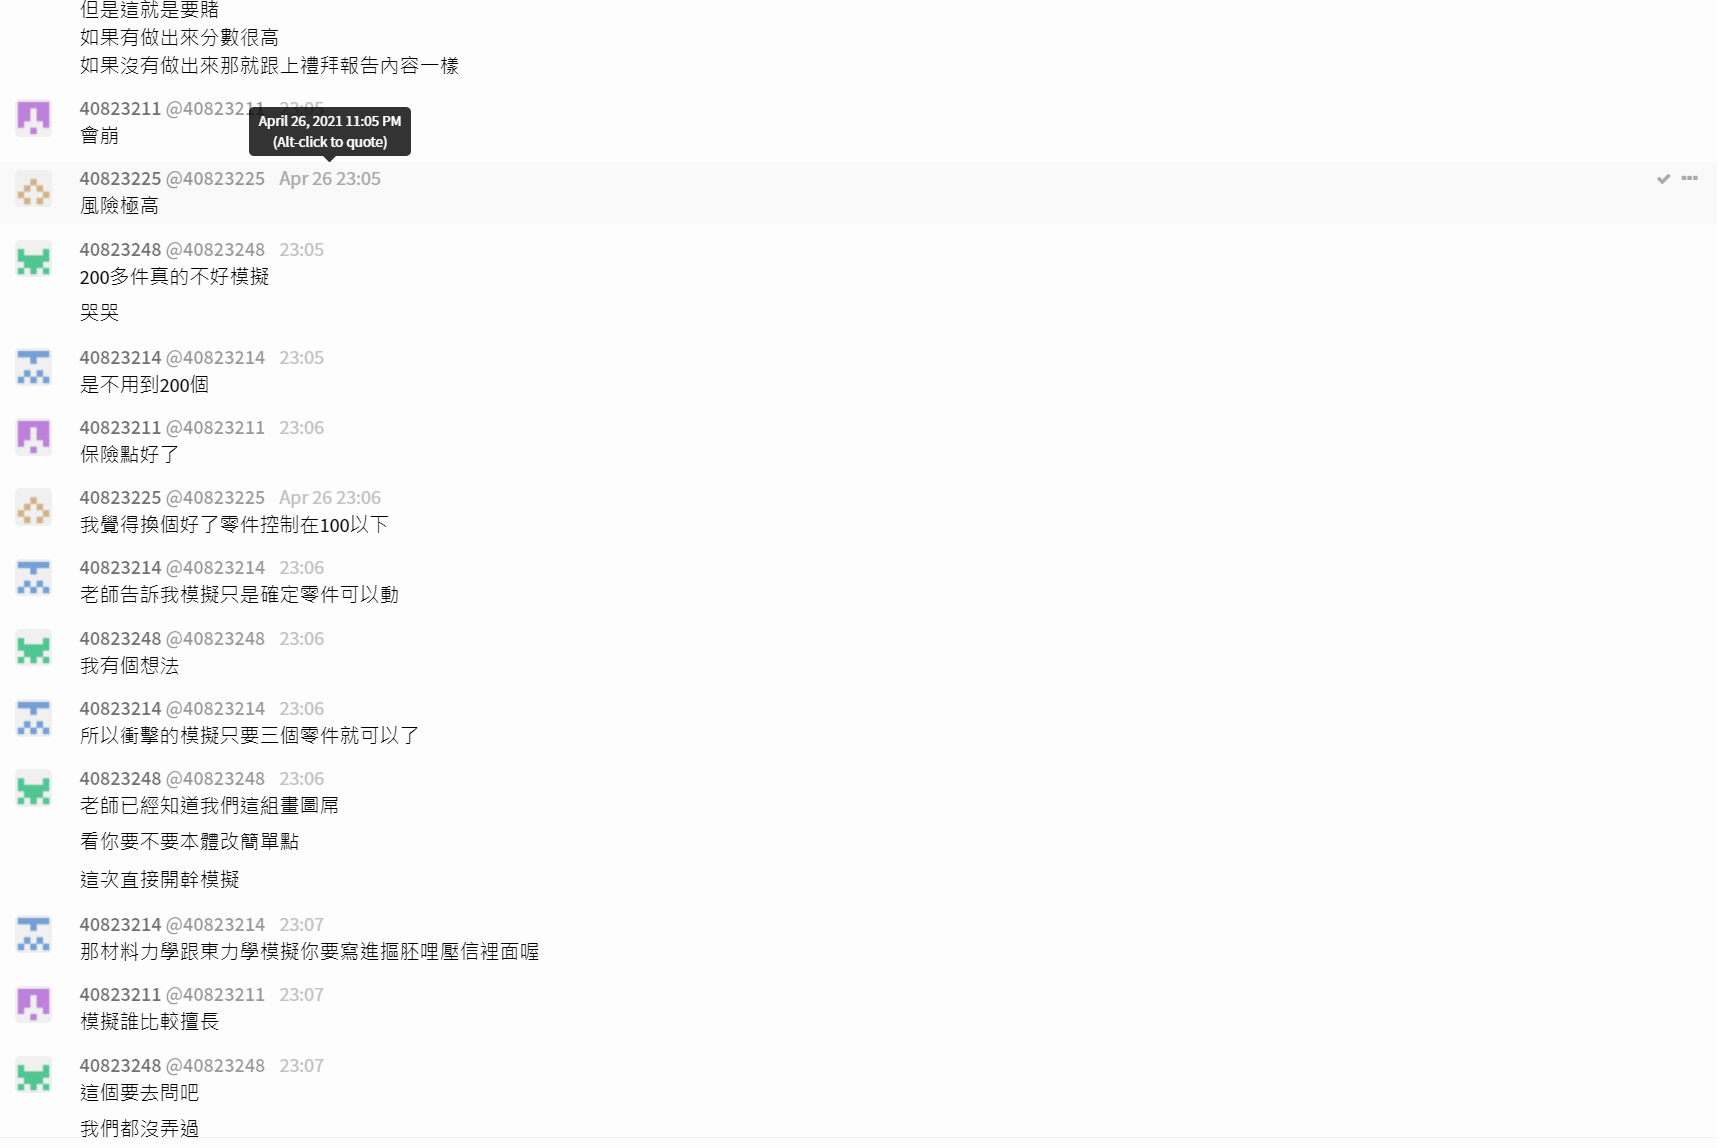 但是這就是要賭
如果有做出來分數很高
如果沒有做出來那就跟上禮拜報告內容一樣
40823211 @40823211 23:05
會崩
April 26, 2021 11:05 PM
(Alt-click to quote)
40823225 @40823225 Apr 26 23:05
風險極高
40823248 @40823248 23:05
200多件真的不好模擬
哭哭
40823214 @40823214 23:05
是不用到200個
40823211 @40823211 23:06
保險點好了
40823225 @40823225 Apr 26 23:06
我覺得換個好了零件控制在100以下
40823214 @40823214 23:06
老師告訴我模擬只是確定零件可以動
40823248 @40823248 23:06
我有個想法
40823214 @40823214 23:06
所以衝擊的模擬只要三個零件就可以了
40823248 @40823248 23:06
老師已經知道我們這組畫圖屌
看你要不要本體改簡單點
這次直接開幹模擬
40823214 @40823214 23:07
那材料力學跟東力學模擬你要寫進摳胚哩壓信裡面喔
40823211 @40823211 23:07
模擬誰比較擅長
40823248 @40823248 23:07
這個要去問吧
我們都沒弄過